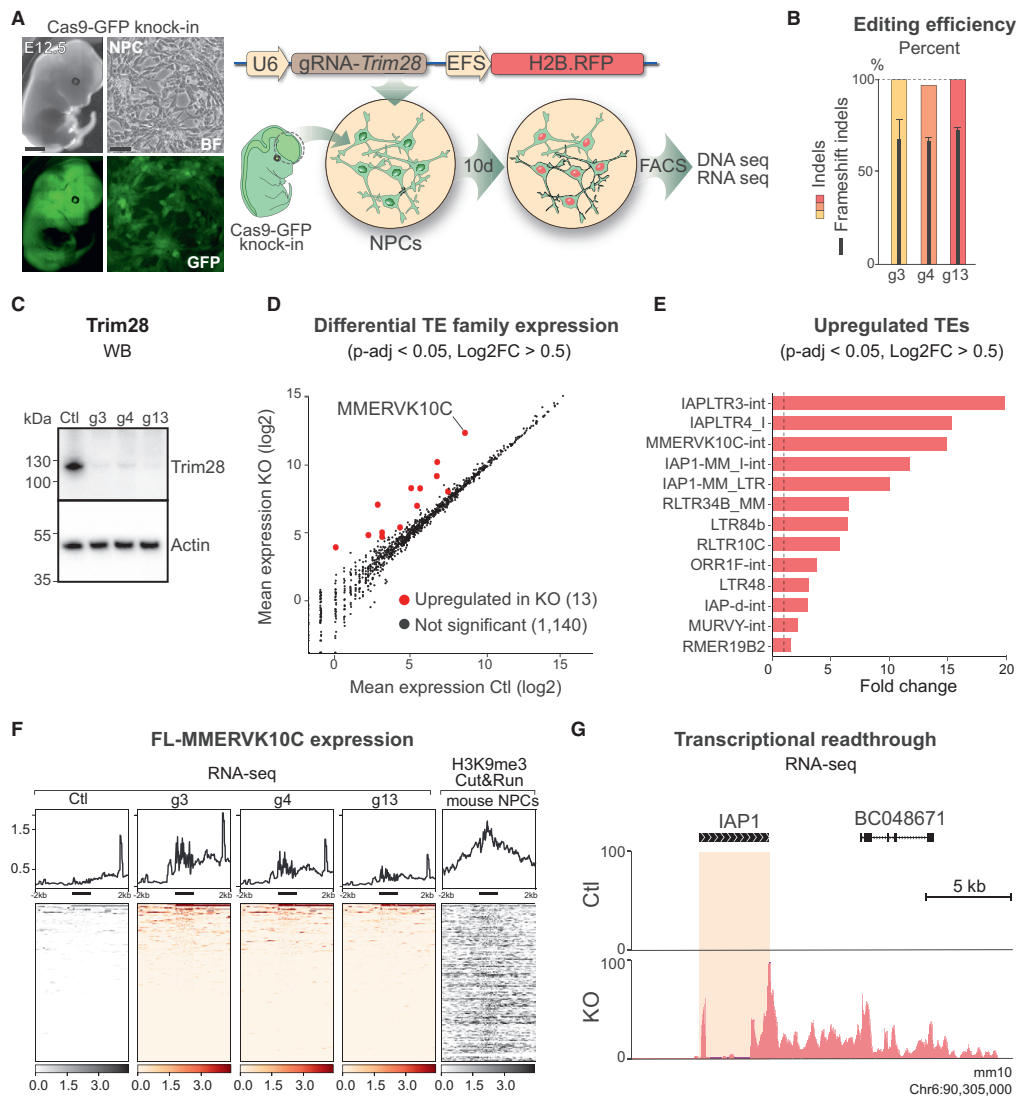 A
Cas9-GFP knock-in
E12.5
NPC
BF
GFP
U6
gRNA-Trim28
EFS
H2B.RFP
Cas9-GFP
knock-in
NPCs
10d
FACS
DNA seq
RNA seq
B
Editing efficiency
Percent
%
100
50
0
g3 g4 g13
Indels
Frameshift indels
C
Trim28
WB
kDa Ctl g3 g4 g13
130
100
Trim28
55
35
Actin
D
Differential TE family expression
(p-adj < 0.05, Log2FC > 0.5)
Mean expression KO (log2)
15
10
5
0
MMERVK10C
Upregulated in KO (13)
Not significant (1,140)
0 5 10 15
Mean expression Ctl (log2)
E
Upregulated TEs
(p-adj < 0.05, Log2FC > 0.5)
IAPLTR3-int
IAPLTR4_I
MMERVK10C-int
IAP1-MM_I-int
IAP1-MM_LTR
RLTR34B_MM
LTR84b
RLTR10C
ORR1F-int
LTR48
IAP-d-int
MURVY-int
RMER19B2
0 5 10 15 20
Fold change
F
FL-MMERVK10C expression
RNA-seq
H3K9me3
Cut&Run
Ctl g3 g4 g13 mouse NPCs
1.5
0.5
-2kb 2kb -2kb 2kb -2kb 2kb -2kb 2kb -2kb 2kb
0.0 1.5 3.0 0.0 1.5 3.0 0.0 1.5 3.0 0.0 1.5 3.0 0.0 1.5 3.0
G
Transcriptional readthrough
RNA-seq
IAP1
BC048671
100
Ctl
0
5 kb
100
KO
0
mm10
Chr6:90,305,000